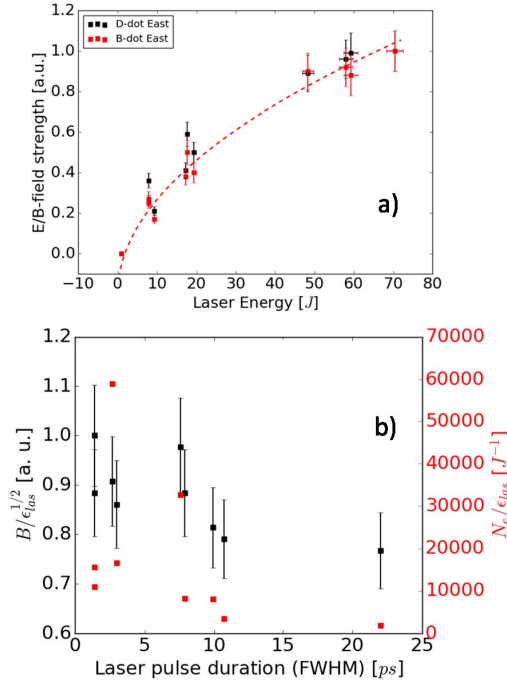 D-dot East
B-dot East
E/B-field strength [a.u.]
1.2
1.0
0.8
0.6
0.4
0.2
0.0
a)
−10 0 10 20 30 40 50 60 70 80
Laser Energy [J]
B/ϵ_las^1/2 [a. u.]
1.2
1.1
1.0
0.9
0.8
0.7
0.6
b)
70000
60000
50000
40000
30000
20000
10000
0
N_e/ϵ_las [J⁻¹]
0 5 10 15 20 25
Laser pulse duration (FWHM) [ps]